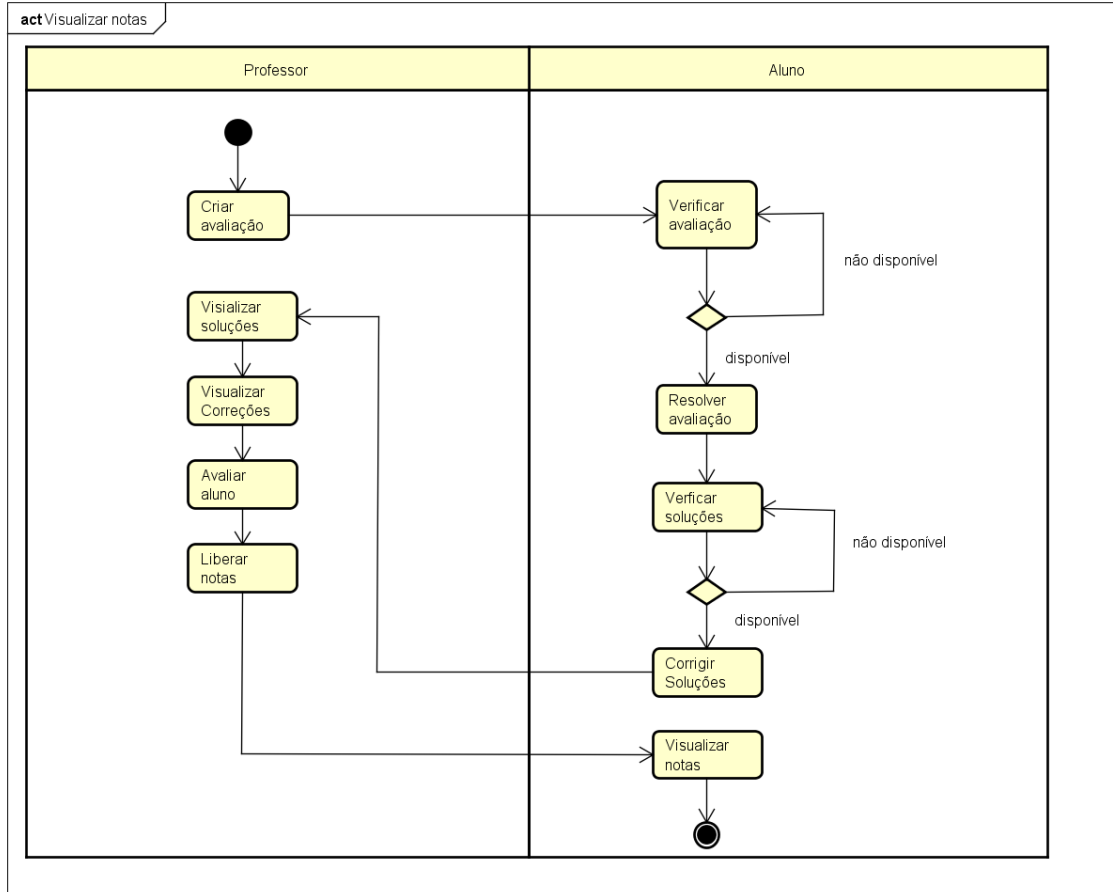 act Visualizar notas
Professor
Aluno
Criar
avaliação
Verificar
avaliação
não disponível
Visializar
soluções
disponível
Visualizar
Correções
Resolver
avaliação
Avaliar
aluno
Verficar
soluções
não disponível
Liberar
notas
disponível
Corrigir
Soluções
Visualizar
notas